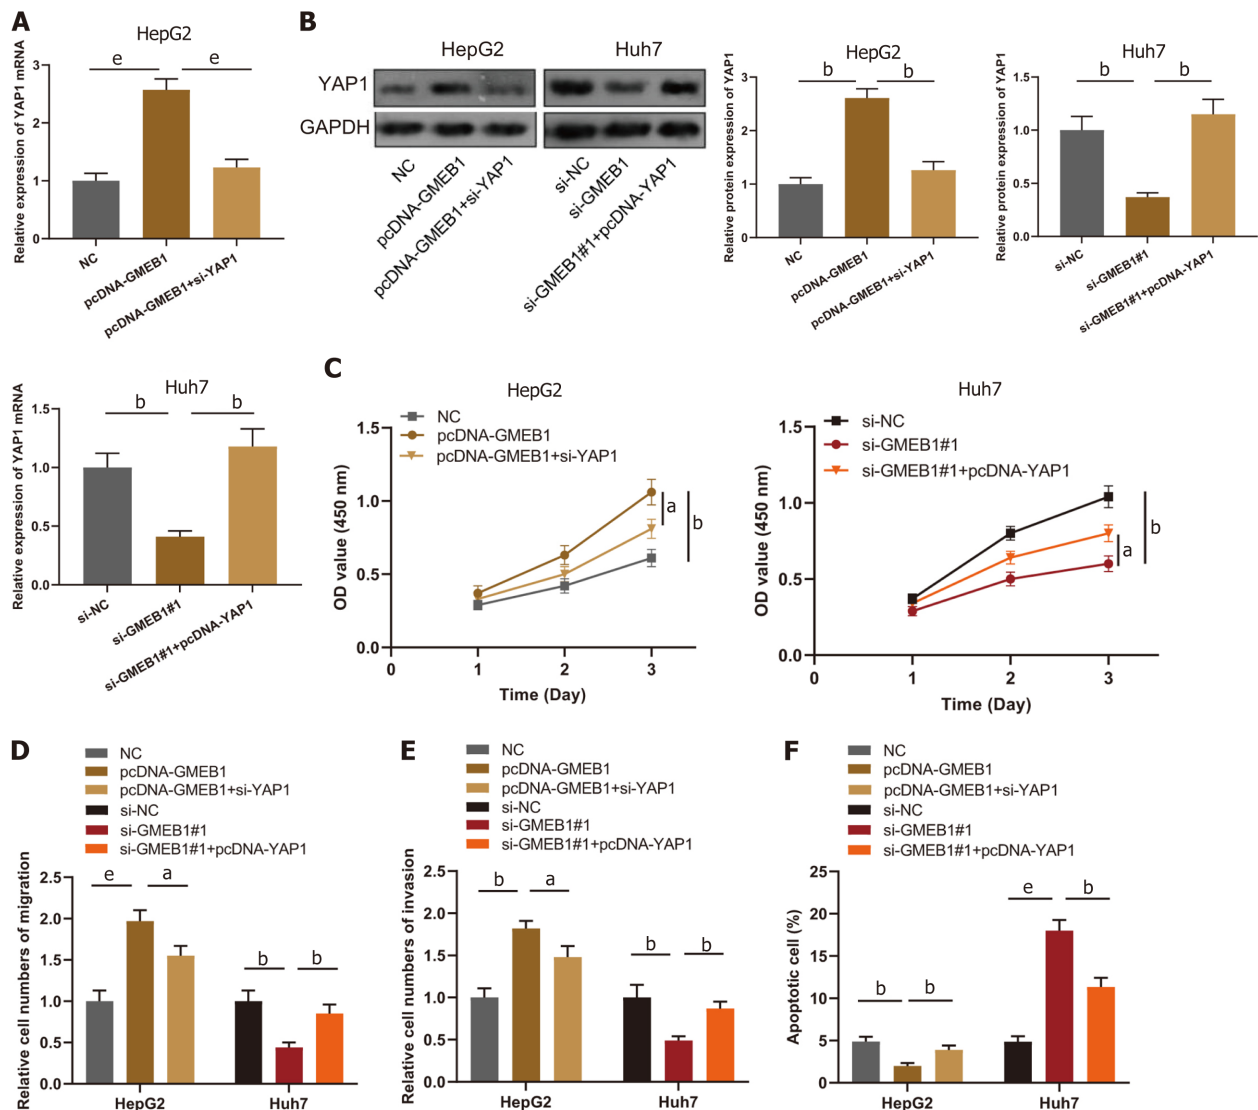 A
HepG2
Relative expression of YAP1 mRNA
3
2
1
0
e
e
NC
pcDNA-GMEB1
pcDNA-GMEB1+si-YAP1
Huh7
Relative expression of YAP1 mRNA
1.5
1.0
0.5
0.0
b
b
si-NC
si-GMEB1#1
si-GMEB1#1+pcDNA-YAP1
B
HepG2
Huh7
YAP1
GAPDH
NC
pcDNA-GMEB1
pcDNA-GMEB1+si-YAP1
si-NC
si-GMEB1
si-GMEB1#1+pcDNA-YAP1
HepG2
Relative protein expression of YAP1
3
2
1
0
b
b
NC
pcDNA-GMEB1
pcDNA-GMEB1+si-YAP1
Huh7
Relative protein expression of YAP1
1.5
1.0
0.5
0.0
b
b
si-NC
si-GMEB1#1
si-GMEB1#1+pcDNA-YAP1
C
HepG2
NC
pcDNA-GMEB1
pcDNA-GMEB1+si-YAP1
OD value (450 nm)
1.5
1.0
0.5
0.0
a
b
0
1
2
3
Time (Day)
Huh7
si-NC
si-GMEB1#1
si-GMEB1#1+pcDNA-YAP1
OD value (450 nm)
1.5
1.0
0.5
0.0
a
b
0
1
2
3
Time (Day)
D
NC
pcDNA-GMEB1
pcDNA-GMEB1+si-YAP1
si-NC
si-GMEB1#1
si-GMEB1#1+pcDNA-YAP1
Relative cell numbers of migration
2.5
2.0
1.5
1.0
0.5
0.0
e
a
b
b
HepG2
Huh7
E
NC
pcDNA-GMEB1
pcDNA-GMEB1+si-YAP1
si-NC
si-GMEB1#1
si-GMEB1#1+pcDNA-YAP1
Relative cell numbers of invasion
2.5
2.0
1.5
1.0
0.5
0.0
b
a
b
b
HepG2
Huh7
F
NC
pcDNA-GMEB1
pcDNA-GMEB1+si-YAP1
si-NC
si-GMEB1#1
si-GMEB1#1+pcDNA-YAP1
Apoptotic cell (%)
25
20
15
10
5
0
b
b
e
b
HepG2
Huh7